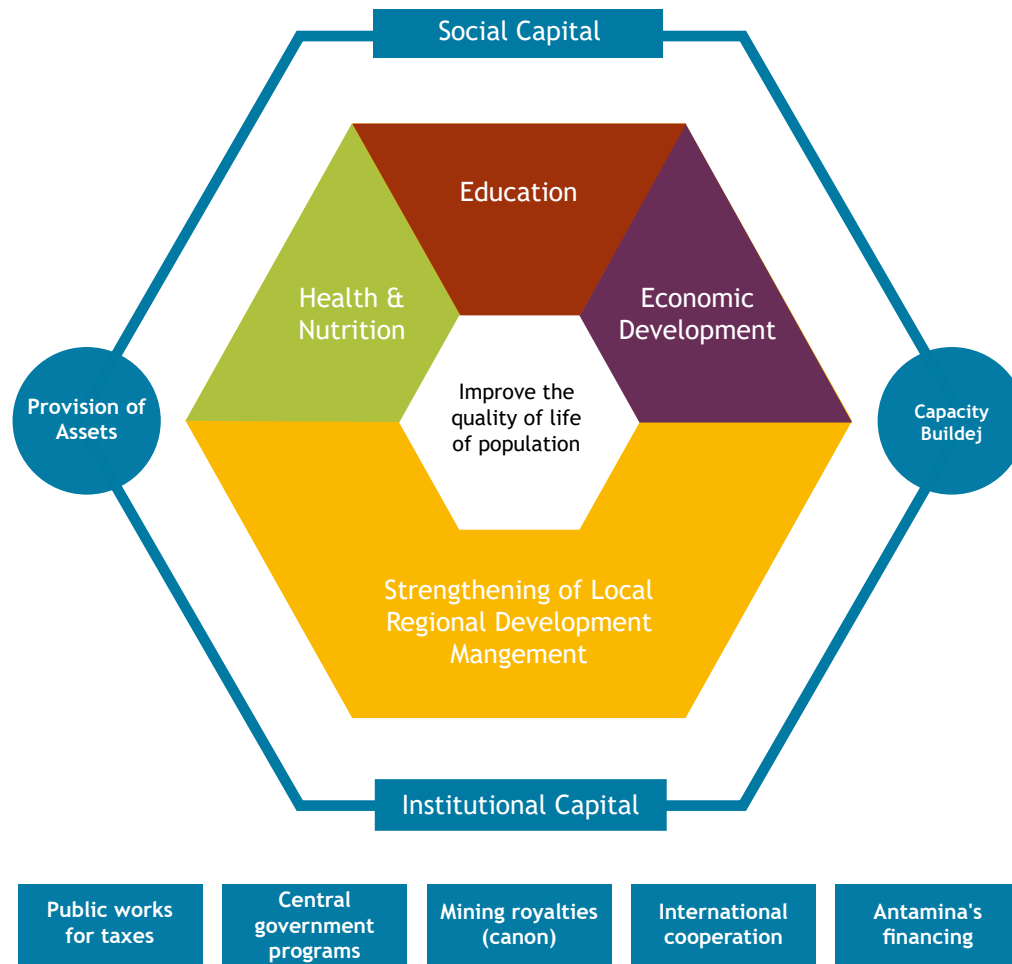 Social Capital
Education
Health &
Nutrition
Economic
Development
Improve the
quality of life
of population
Provision of
Assets
Capacity
Buildej
Strengthening of Local
Regional Development
Mangement
Institutional Capital
Public works
for taxes
Central
government
programs
Mining royalties
(canon)
International
cooperation
Antamina's
financing